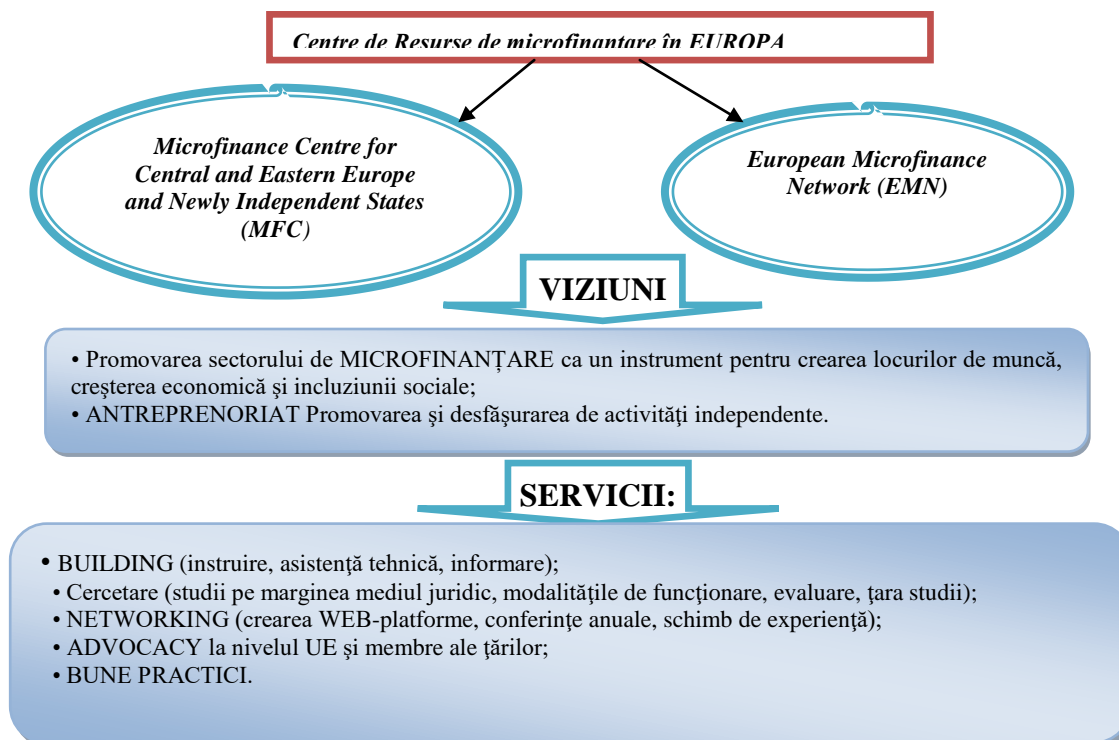 Centre de Resurse de microfinantare în EUROPA
Microfinance Centre for
Central and Eastern Europe
and Newly Independent States
(MFC)
European Microfinance
Network (EMN)
VIZIUNI
• Promovarea sectorului de MICROFINANȚARE ca un instrument pentru crearea locurilor de muncă,
creşterea economică şi incluziunii sociale;
• ANTREPRENORIAT Promovarea şi desfăşurarea de activităţi independente.
SERVICII:
• BUILDING (instruire, asistenţă tehnică, informare);
• Cercetare (studii pe marginea mediul juridic, modalităţile de funcţionare, evaluare, ţara studii);
• NETWORKING (crearea WEB-platforme, conferinţe anuale, schimb de experienţă);
• ADVOCACY la nivelul UE şi membre ale ţărilor;
• BUNE PRACTICI.